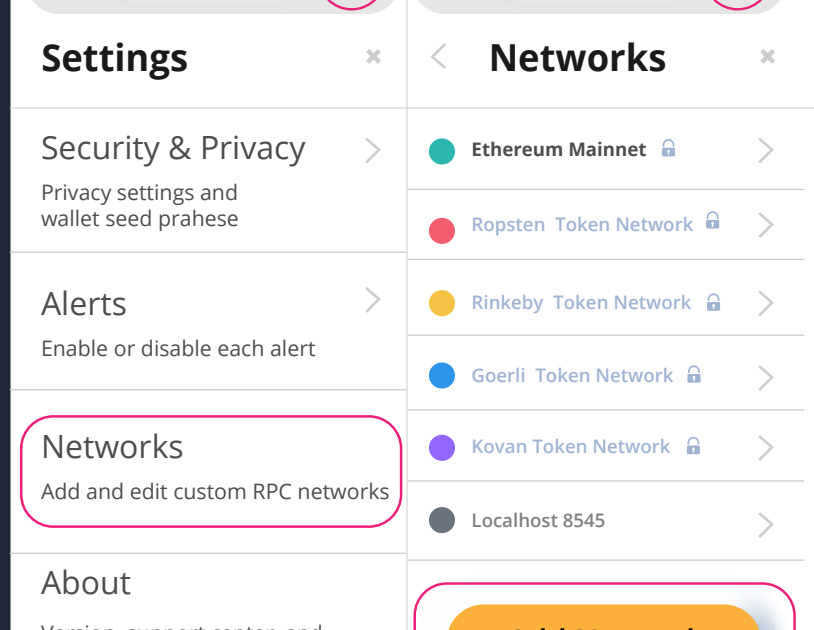 Settings
Security & Privacy
Privacy settings and
wallet seed prahese
Alerts
Enable or disable each alert
Networks
Add and edit custom RPC networks
About
Networks
Ethereum Mainnet
Ropsten Token Network
Rinkeby Token Network
Goerli Token Network
Kovan Token Network
Localhost 8545